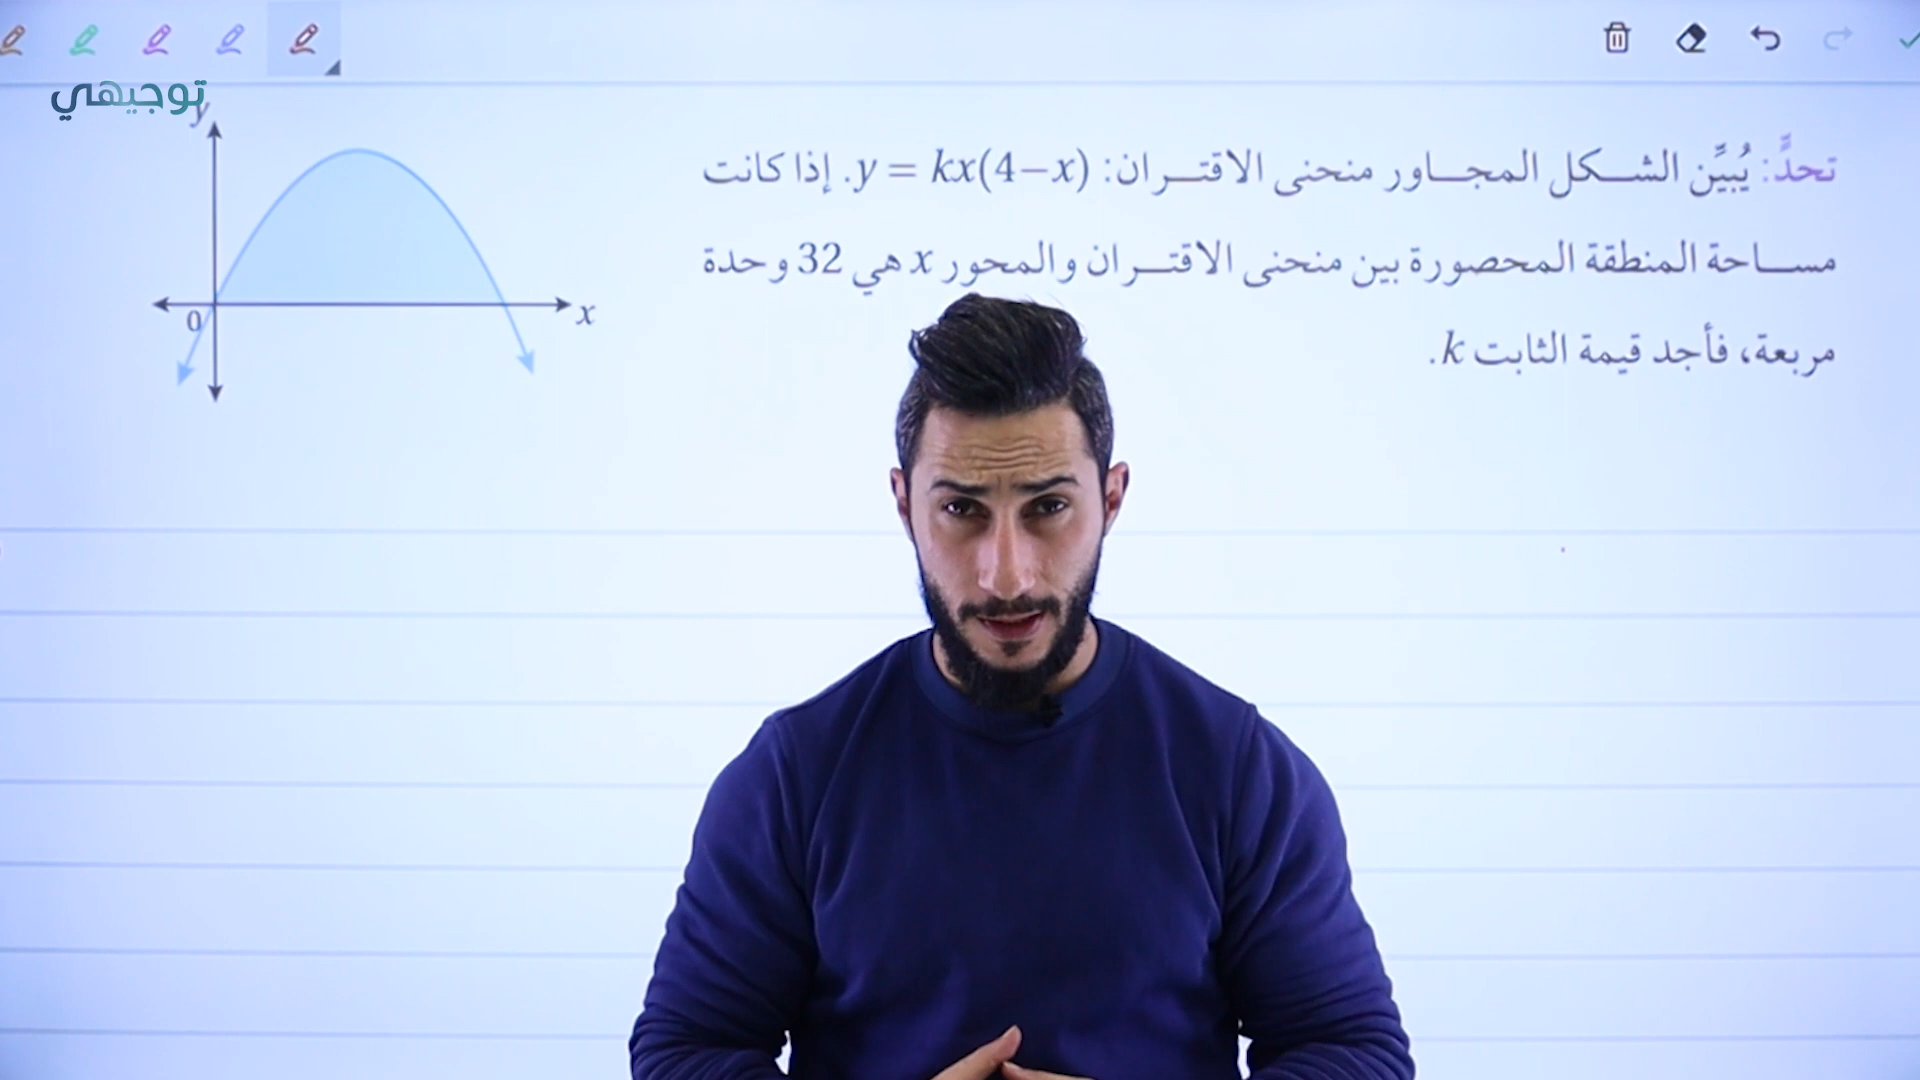 توجيهي
تحدٍّ: يُبيِّن الشكل المجاور منحنى الاقتران: y = kx(4-x). إذا كانت
مساحة المنطقة المحصورة بين منحنى الاقتران والمحور x هي 32 وحدة
مربعة، فأجد قيمة الثابت k.
y
0
x